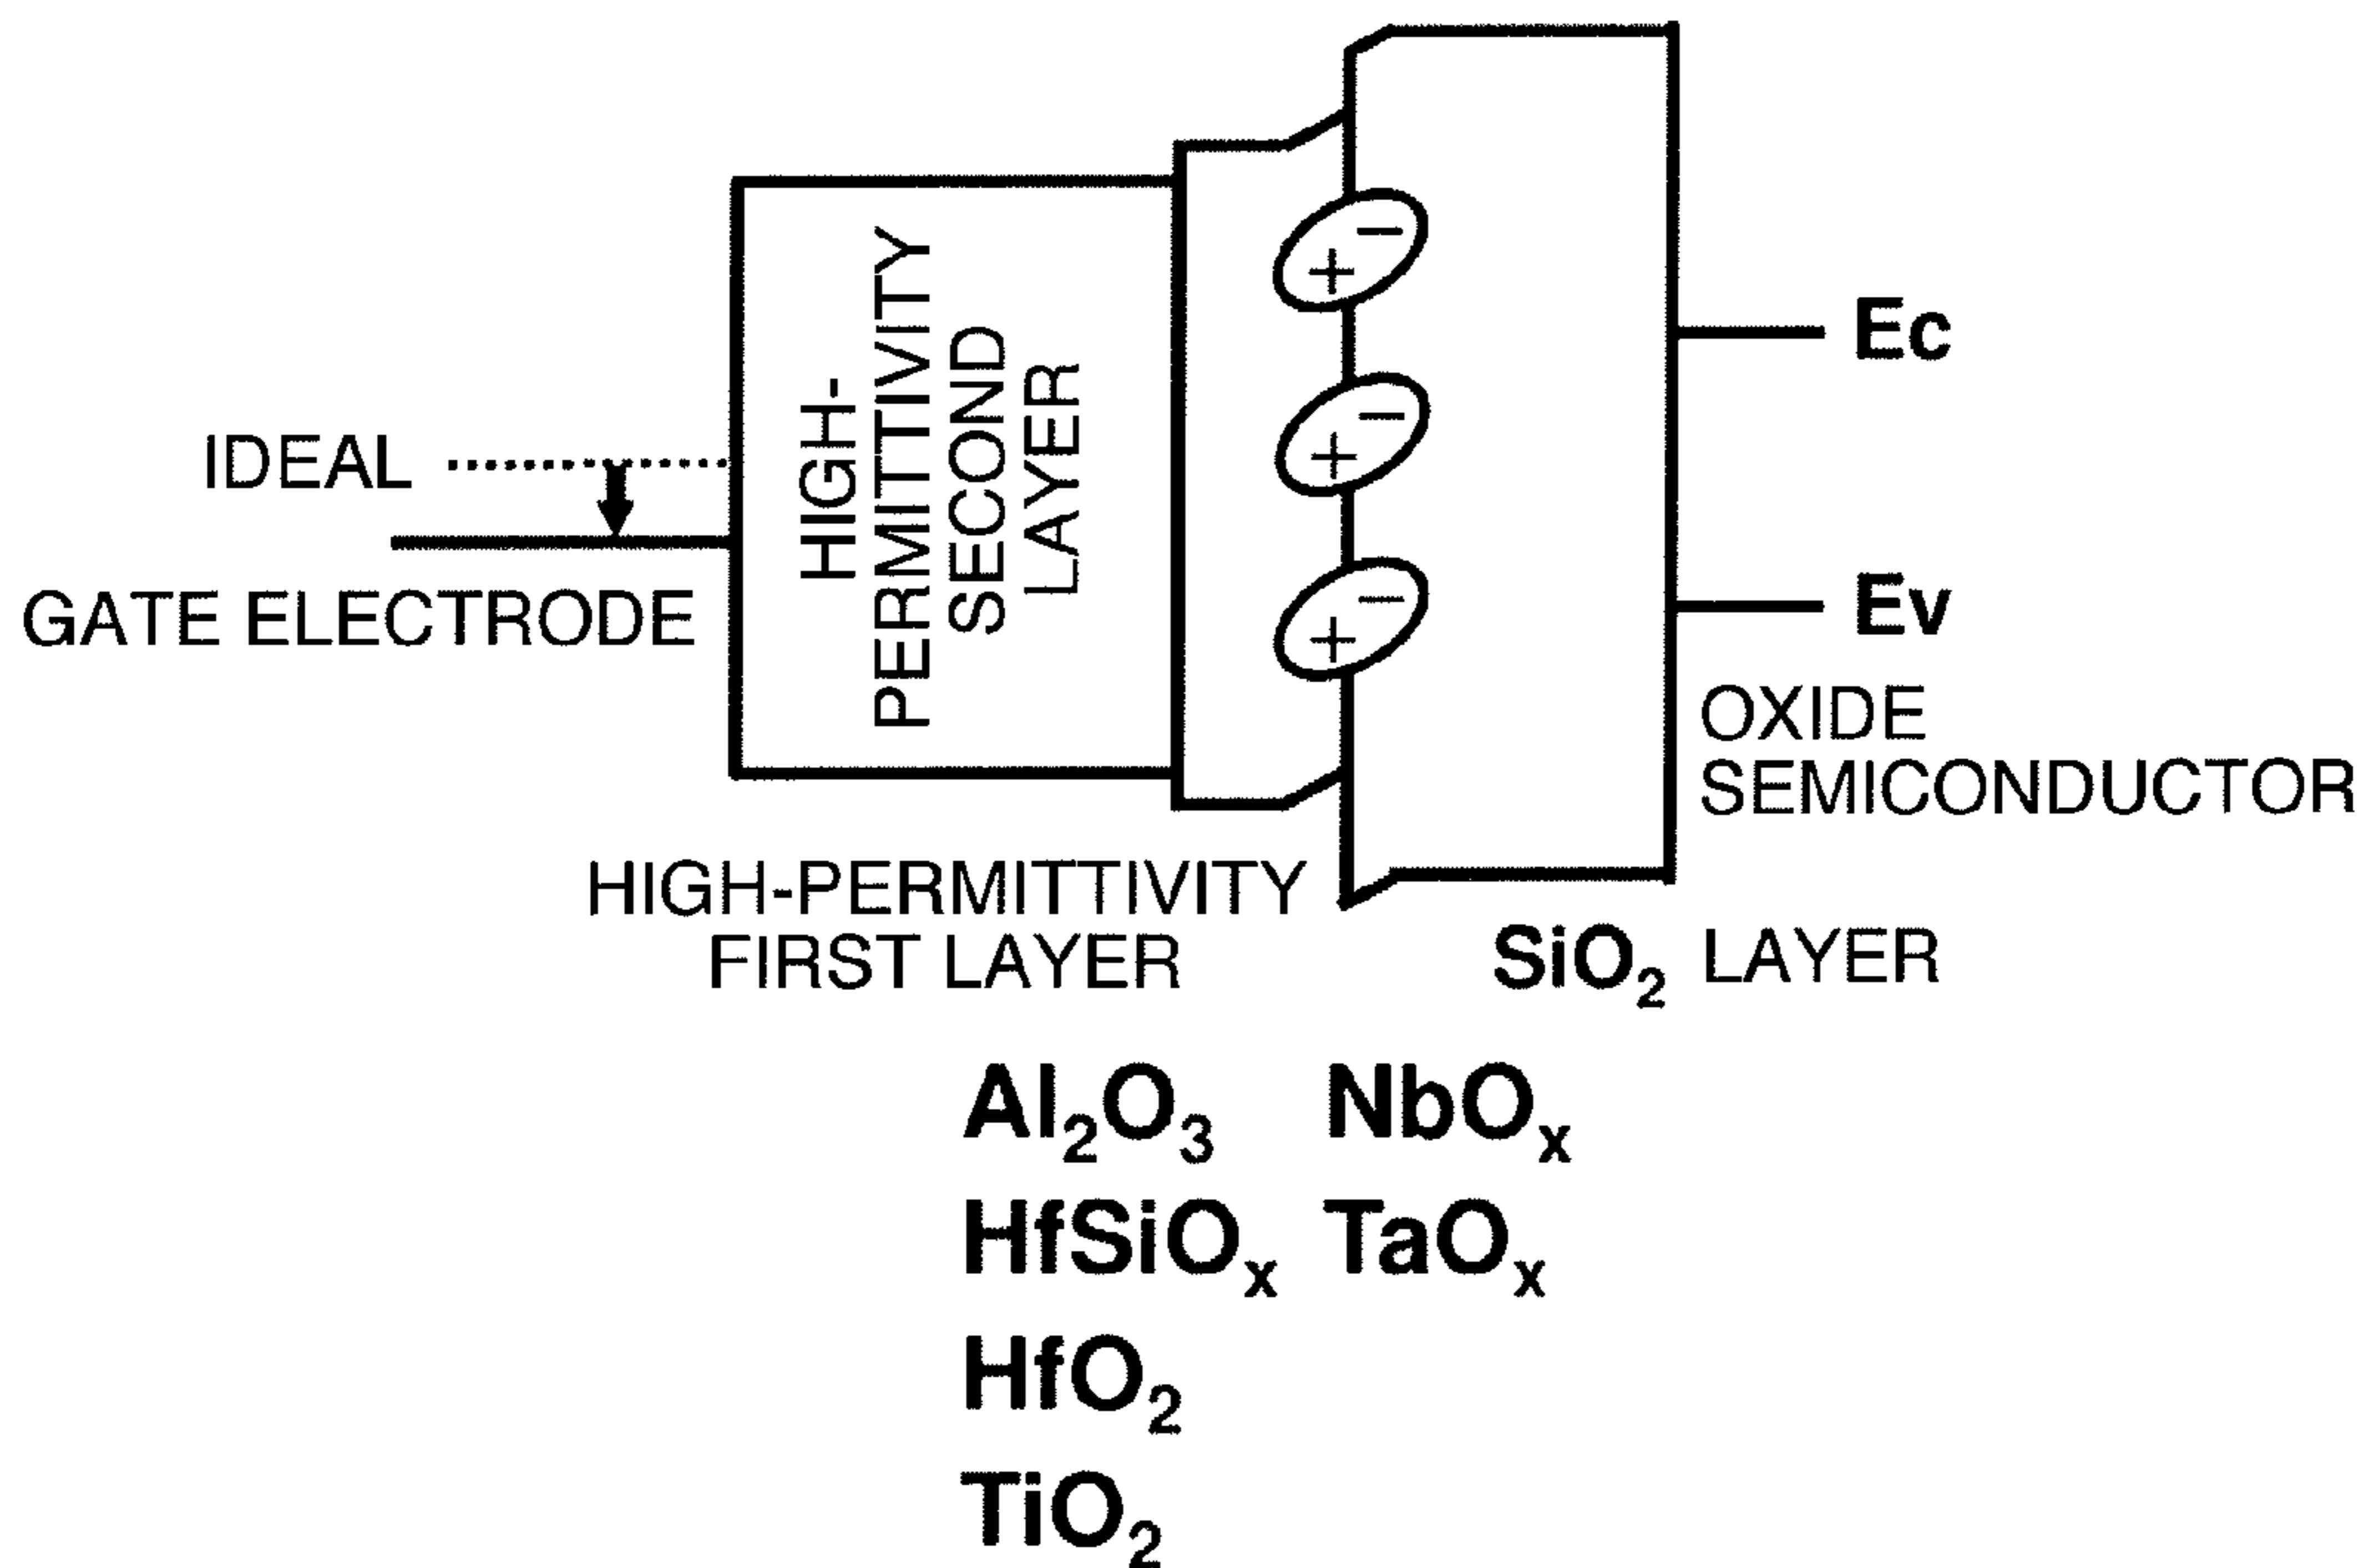 HIGH-
PERMITTIVITY
SECOND
LAYER
+ −
+ −
+ −
Ec
IDEAL
GATE ELECTRODE
Ev
OXIDE
SEMICONDUCTOR
HIGH-PERMITTIVITY
FIRST LAYER
SiO₂ LAYER
Al₂O₃ NbOₓ
HfSiOₓ TaOₓ
HfO₂
TiO₂